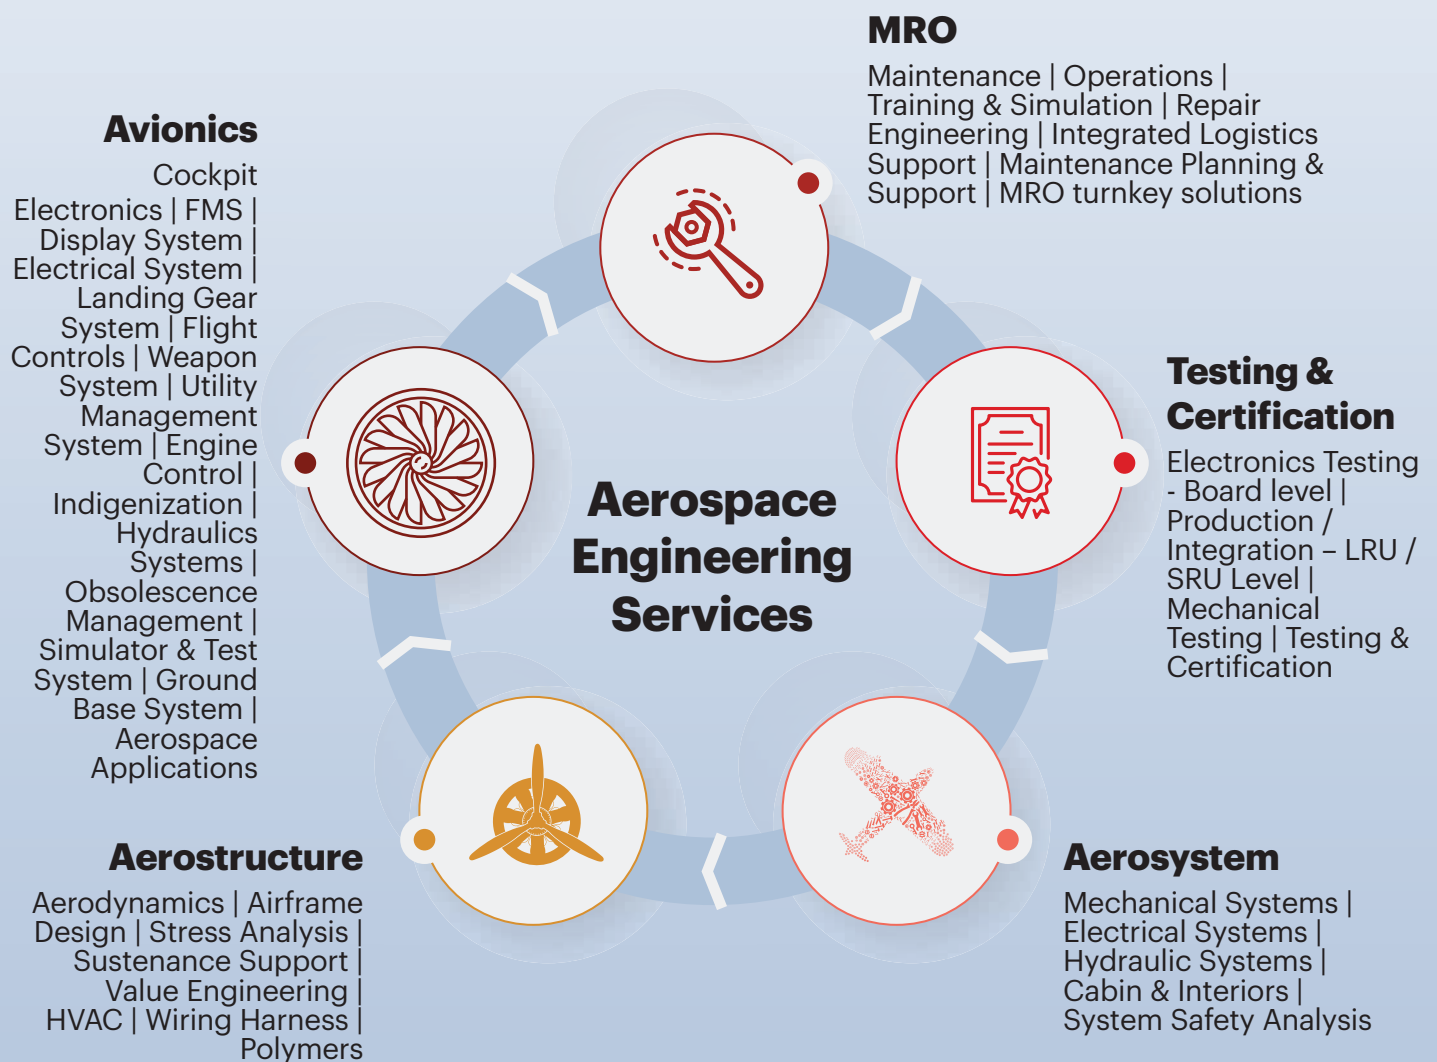 MRO
Maintenance | Operations |
Training & Simulation | Repair
Engineering | Integrated Logistics
Support | Maintenance Planning &
Support | MRO turnkey solutions
Avionics
Cockpit
Electronics | FMS |
Display System |
Electrical System |
Landing Gear
System | Flight
Controls | Weapon
System | Utility
Management
System | Engine
Control |
Indigenization |
Hydraulics
Systems |
Obsolescence
Management |
Simulator & Test
System | Ground
Base System |
Aerospace
Applications
Aerospace
Engineering
Services
Testing &
Certification
Electronics Testing
- Board level |
Production /
Integration – LRU /
SRU Level |
Mechanical
Testing | Testing &
Certification
Aerostructure
Aerodynamics | Airframe
Design | Stress Analysis |
Sustenance Support |
Value Engineering |
HVAC | Wiring Harness |
Polymers
Aerosystem
Mechanical Systems |
Electrical Systems |
Hydraulic Systems |
Cabin & Interiors |
System Safety Analysis